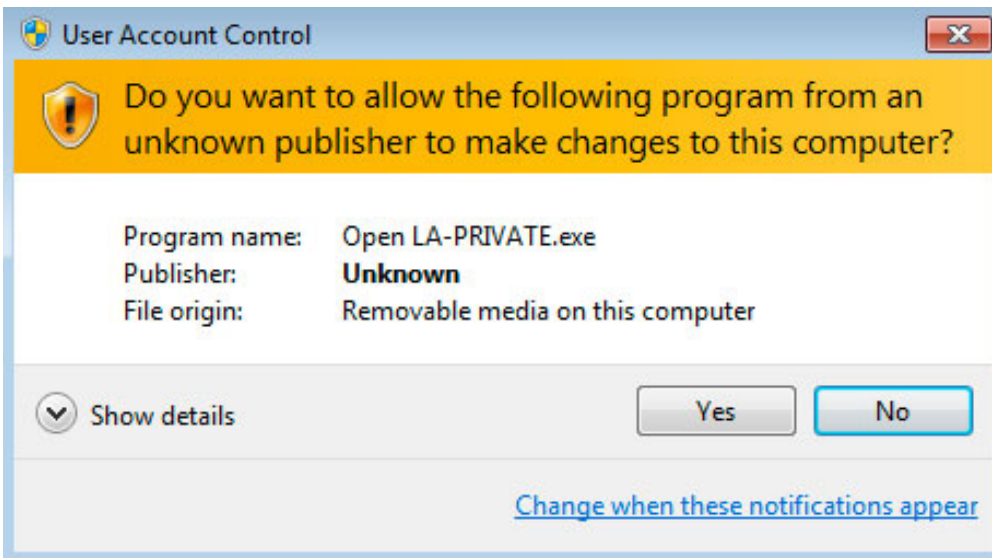 User Account Control
Do you want to allow the following program from an
unknown publisher to make changes to this computer?
Program name: Open LA-PRIVATE.exe
Publisher: Unknown
File origin: Removable media on this computer
Show details Yes No
Change when these notifications appear